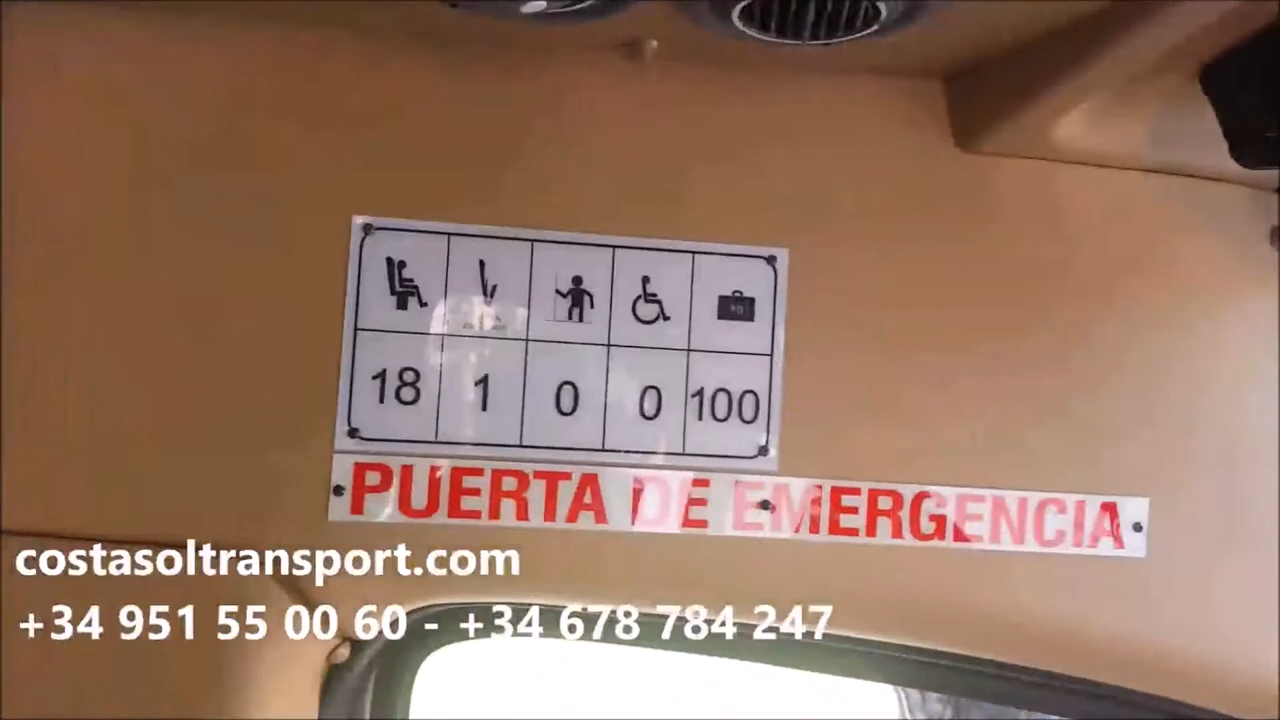 18 1 0 0 100
PUERTA DE EMERGENCIA
costasoltransport.com
+34 951 55 00 60 - +34 678 784 247